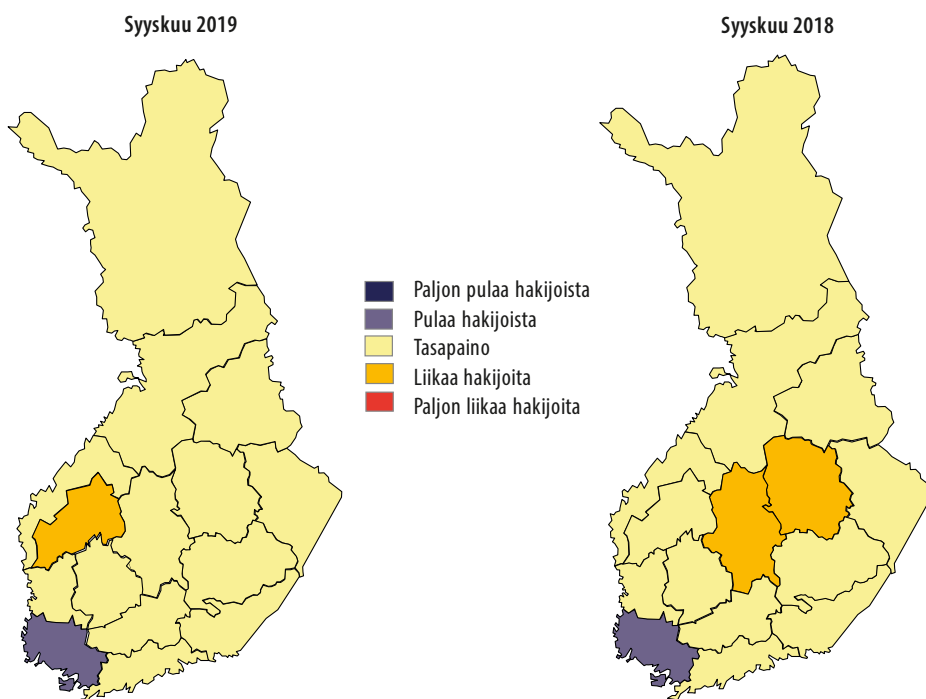 Syyskuu 2019
Syyskuu 2018
Paljon pulaa hakijoista
Pulaa hakijoista
Tasapaino
Liikaa hakijoita
Paljon liikaa hakijoita